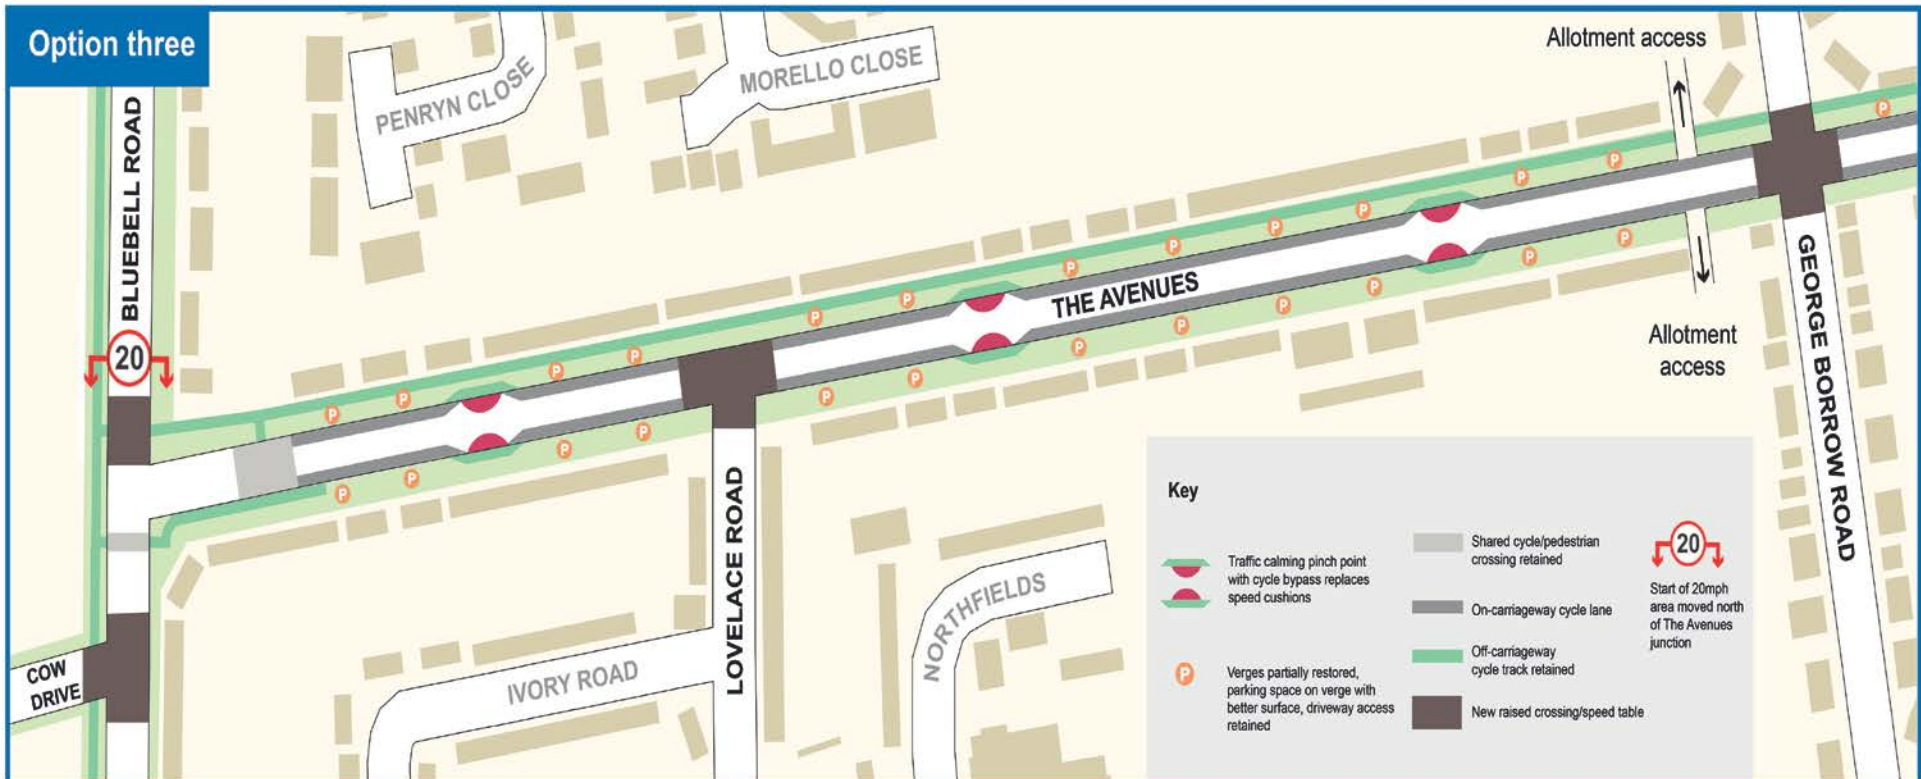 Option three
PENRYN CLOSE
MORELLO CLOSE
Allotment access
BLUEBELL ROAD
20
P
P
P
P
P
P
P
P
P
P
P
P
P
THE AVENUES
P
P
P
P
P
P
P
P
P
P
P
P
Allotment
access
GEORGE BORROW ROAD
LOVELACE ROAD
COW
DRIVE
IVORY ROAD
NORTHFIELDS
Key
Traffic calming pinch point
with cycle bypass replaces
speed cushions
P
Verges partially restored,
parking space on verge with
better surface, driveway access
retained
Shared cycle/pedestrian
crossing retained
On-carriageway cycle lane
Off-carriageway
cycle track retained
New raised crossing/speed table
20
Start of 20mph
area moved north
of The Avenues
junction